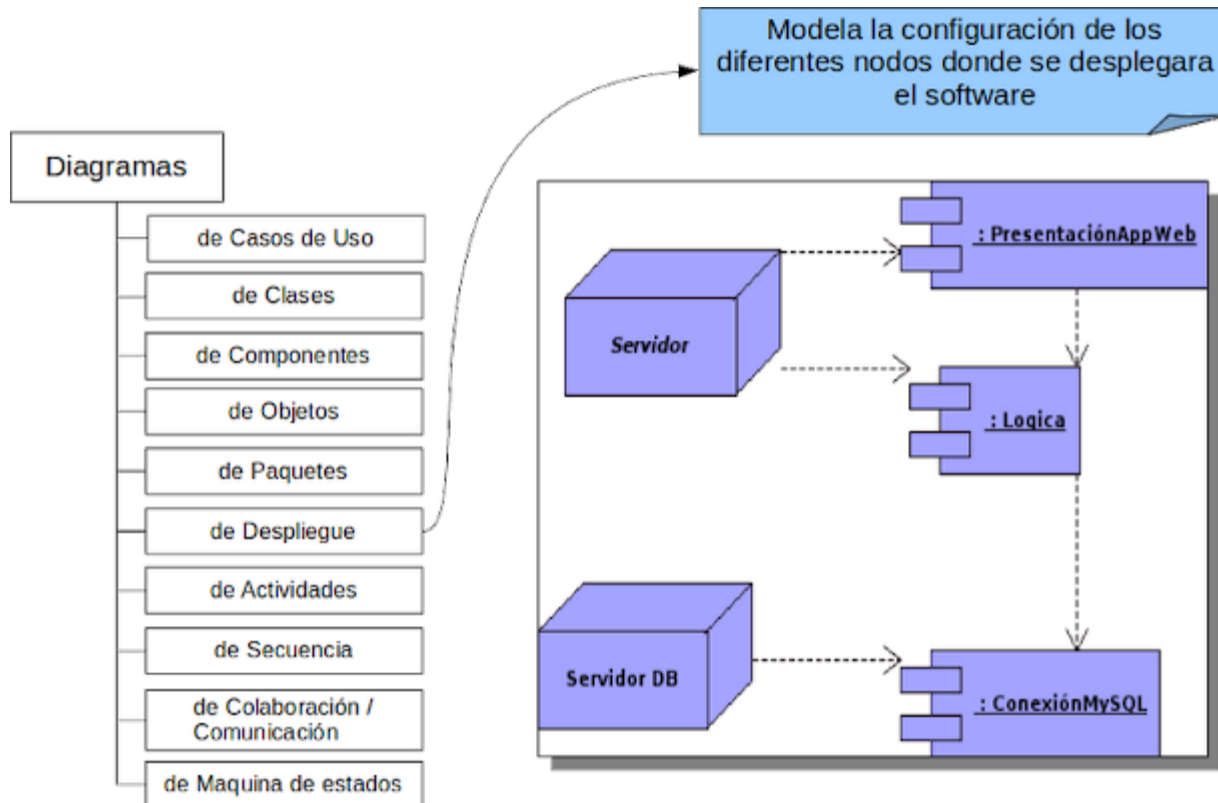 Modela la configuración de los
diferentes nodos donde se desplegara
el software
Diagramas
de Casos de Uso
de Clases
de Componentes
de Objetos
de Paquetes
de Despliegue
de Actividades
de Secuencia
de Colaboración /
Comunicación
de Maquina de estados
: PresentaciónAppWeb
Servidor
: Logica
Servidor DB
: ConexiónMySQL